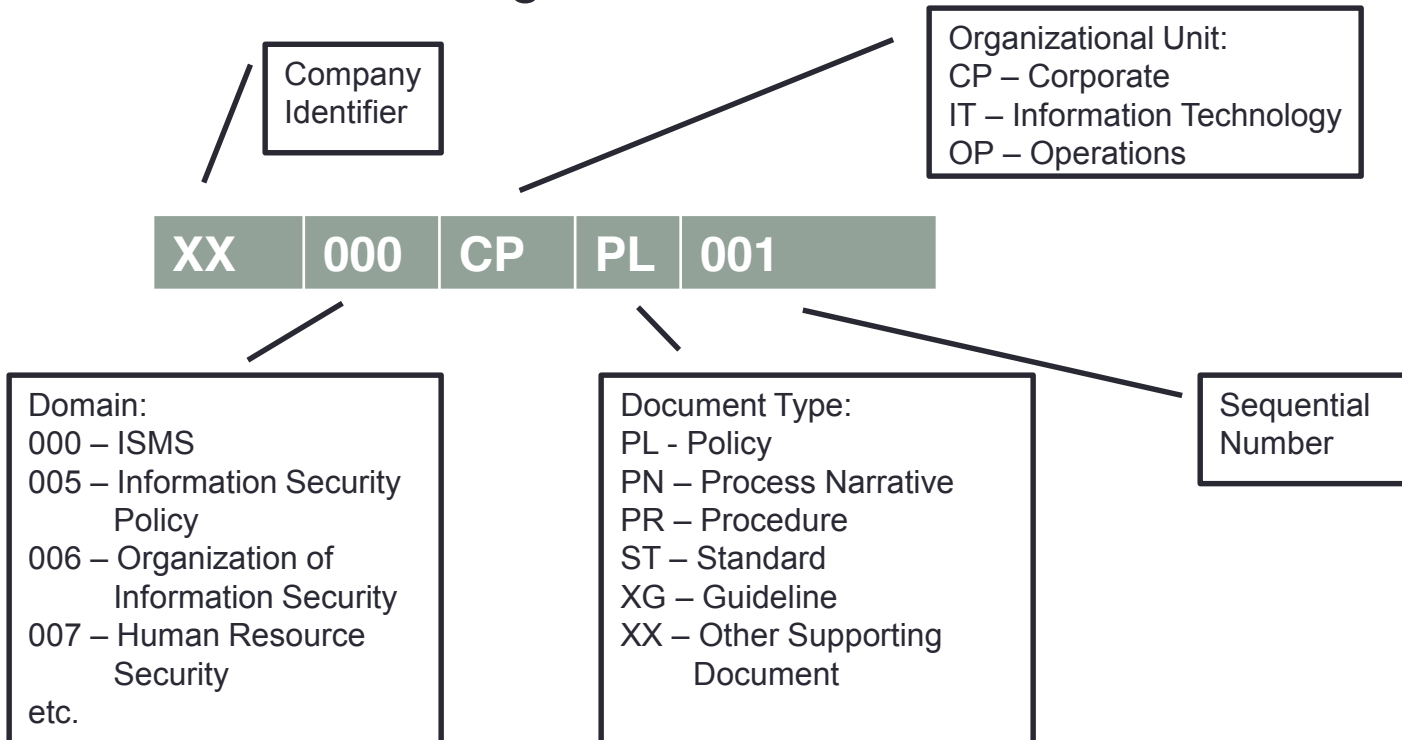 Company
Identifier
Organizational Unit:
CP – Corporate
IT – Information Technology
OP – Operations
XX 000 CP PL 001
Domain:
000 – ISMS
005 – Information Security
Policy
006 – Organization of
Information Security
007 – Human Resource
Security
etc.
Document Type:
PL - Policy
PN – Process Narrative
PR – Procedure
ST – Standard
XG – Guideline
XX – Other Supporting
Document
Sequential
Number